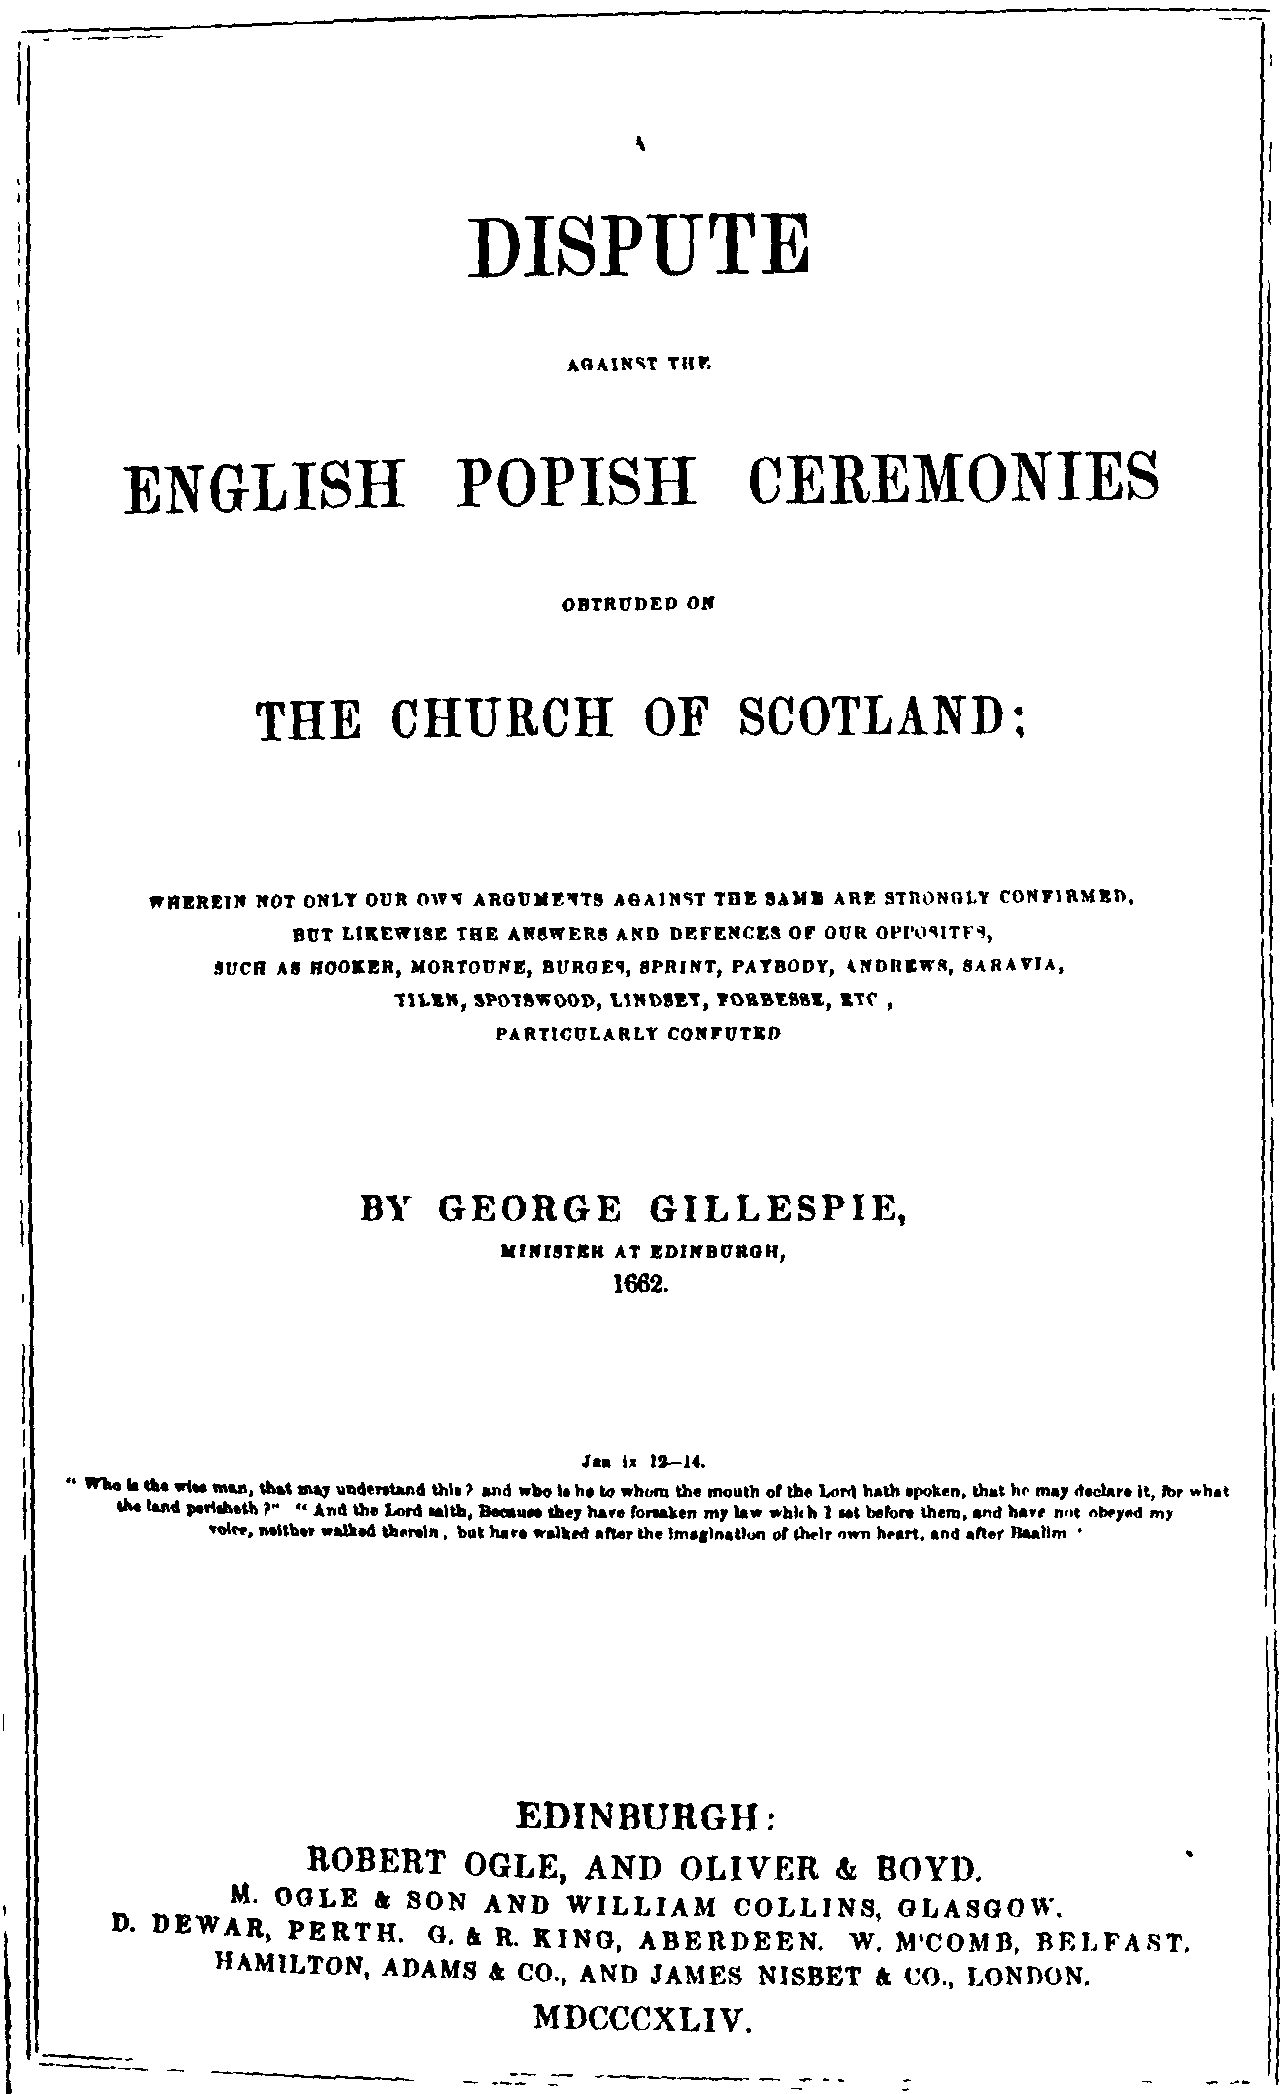 A
DISPUTE
AGAINST THE
ENGLISH POPISH CEREMONIES
OBTRUDED ON
THE CHURCH OF SCOTLAND;
WHEREIN NOT ONLY OUR OWN ARGUMENTS AGAINST THE SAME ARE STRONGLY CONFIRMED,
BUT LIKEWISE THE ANSWERS AND DEFENCES OF OUR OPPOSITES,
SUCH AS HOOKER, MORTOUNE, BURGES, SPRINT, PAYBODY, ANDREWS, SARAVIA,
TILEN, SPOTSWOOD, LINDSEY, FORBESSE, ETC ,
PARTICULARLY CONFUTED
BY GEORGE GILLESPIE,
MINISTER AT EDINBURGH,
1662.
Jer ix 12—14.
“ Who is the wise man, that may understand this? and who is he to whom the mouth of the Lord hath spoken, that he may declare it, for what
the land perisheth ?" “ And the Lord saith, Because they have forsaken my law which I set before them, and have not obeyed my
voice, neither walked therein , but have walked after the imagination of their own heart, and after Baalim '
EDINBURGH:
ROBERT OGLE, AND OLIVER & BOYD.
M. OGLE & SON AND WILLIAM COLLINS, GLASGOW.
D. DEWAR, PERTH. G. & R. KING, ABERDEEN. W. M'COMB, BELFAST.
HAMILTON, ADAMS & CO., AND JAMES NISBET & CO., LONDON.
MDCCCXLIV.